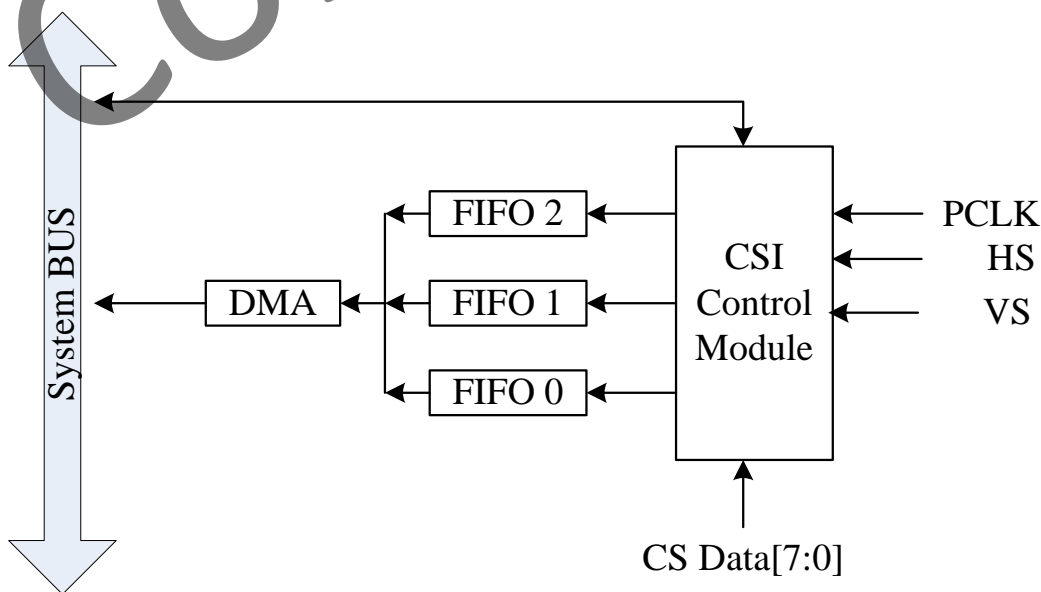 PCLK
FIFO 2
HS
CSI
Control
Module
System BUS
DMA
FIFO 1
VS
FIFO 0
CS Data[7:0]